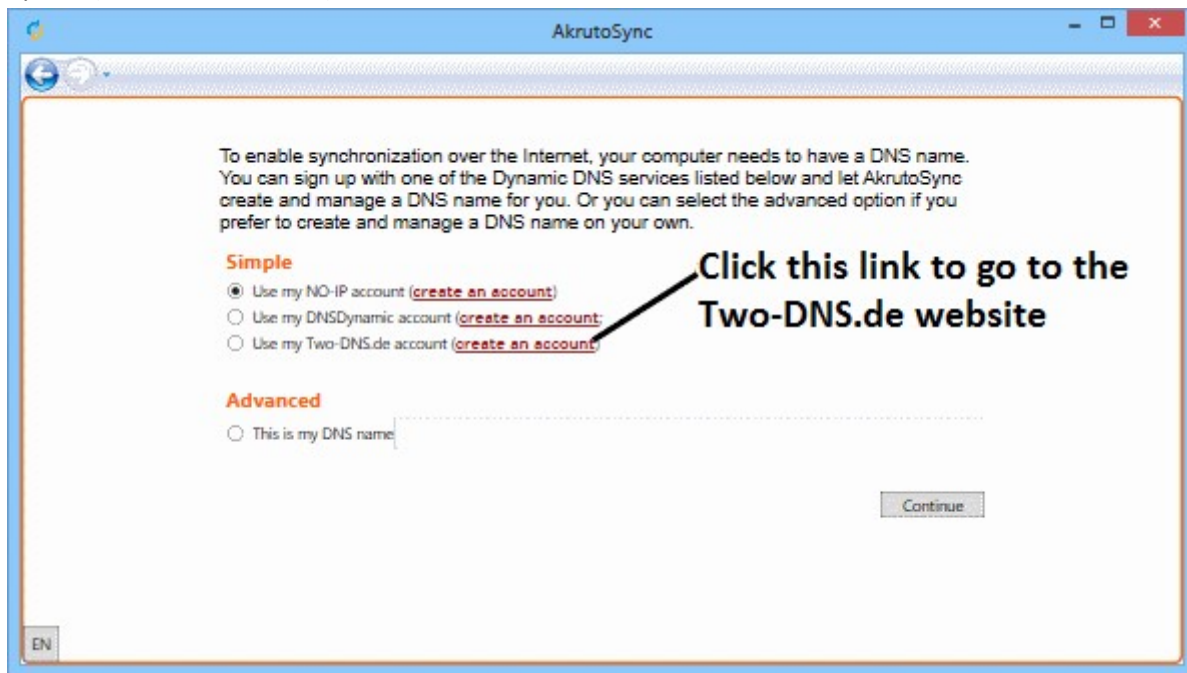 AkrutoSync
To enable synchronization over the Internet, your computer needs to have a DNS name.
You can sign up with one of the Dynamic DNS services listed below and let AkrutoSync
create and manage a DNS name for you. Or you can select the advanced option if you
prefer to create and manage a DNS name on your own.
Simple
Use my NO-IP account (create an account)
Use my DNSDynamic account (create an account;
Use my Two-DNS.de account (create an account)
Click this link to go to the
Two-DNS.de website
Advanced
This is my DNS name
Continue
EN